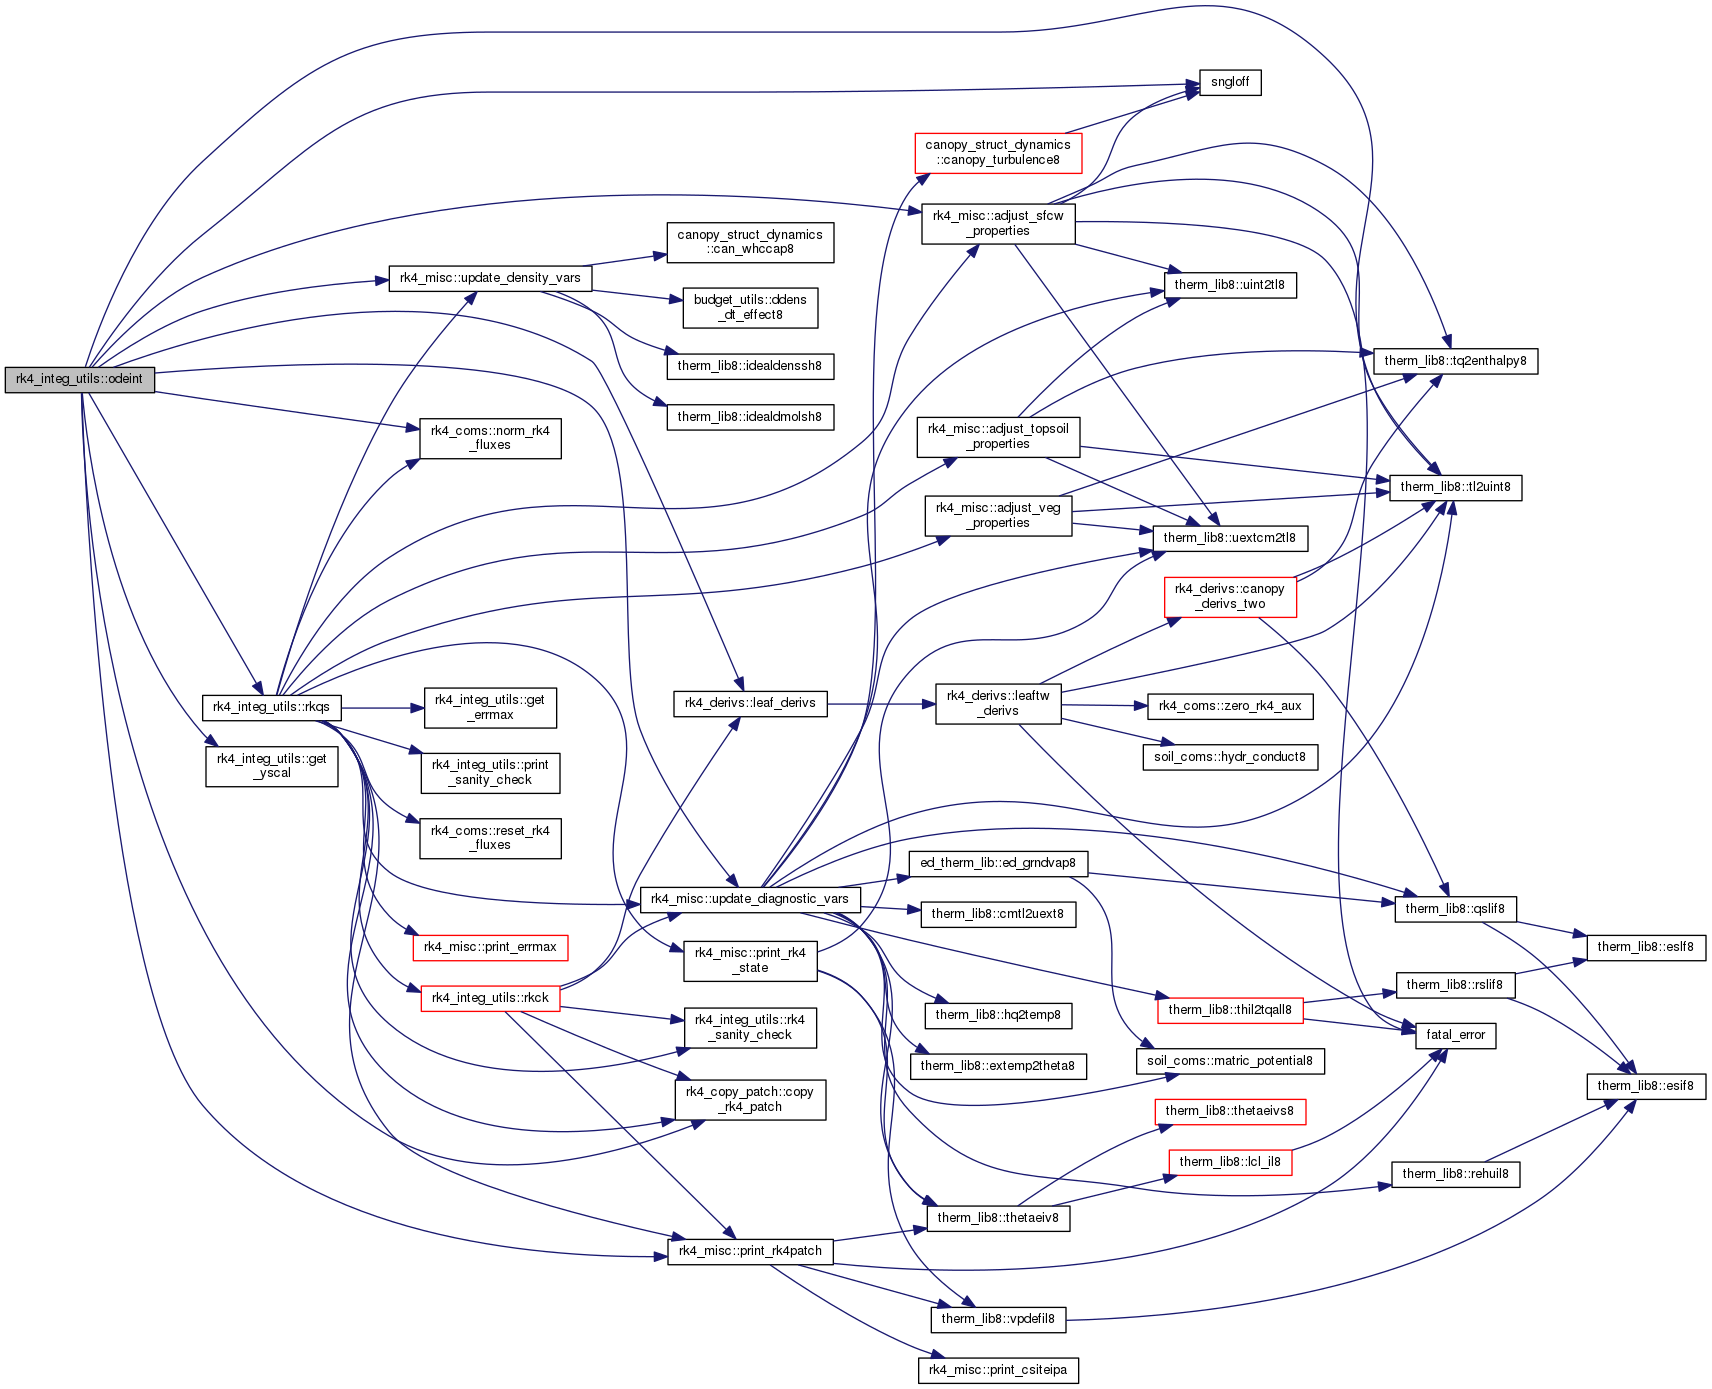 sngloff
canopy_struct_dynamics
::canopy_turbulence8
rk4_misc::adjust_sfcw
_properties
canopy_struct_dynamics
::can_whccap8
rk4_misc::update_density_vars
therm_lib8::uint2tl8
budget_utils::ddens
_dt_effect8
therm_lib8::idealdenssh8
therm_lib8::tq2enthalpy8
rk4_integ_utils::odeint
therm_lib8::idealdmolsh8
rk4_coms::norm_rk4
_fluxes
rk4_misc::adjust_topsoil
_properties
therm_lib8::tl2uint8
rk4_misc::adjust_veg
_properties
therm_lib8::uextcm2tl8
rk4_derivs::canopy
_derivs_two
rk4_integ_utils::rkqs
rk4_integ_utils::get
_errmax
rk4_derivs::leaf_derivs
rk4_derivs::leaftw
_derivs
rk4_coms::zero_rk4_aux
soil_coms::hydr_conduct8
rk4_integ_utils::get
_yscal
rk4_integ_utils::print
_sanity_check
rk4_coms::reset_rk4
_fluxes
ed_therm_lib::ed_grndvap8
rk4_misc::update_diagnostic_vars
therm_lib8::cmtl2uext8
therm_lib8::qslif8
rk4_misc::print_errmax
rk4_misc::print_rk4
_state
therm_lib8::eslf8
therm_lib8::rslif8
rk4_integ_utils::rkck
therm_lib8::hq2temp8
therm_lib8::thil2tqall8
rk4_integ_utils::rk4
_sanity_check
fatal_error
therm_lib8::extemp2theta8
soil_coms::matric_potential8
therm_lib8::esif8
rk4_copy_patch::copy
_rk4_patch
therm_lib8::thetaeivs8
therm_lib8::lcl_il8
therm_lib8::rehuil8
therm_lib8::thetaeiv8
rk4_misc::print_rk4patch
therm_lib8::vpdefil8
rk4_misc::print_csiteipa